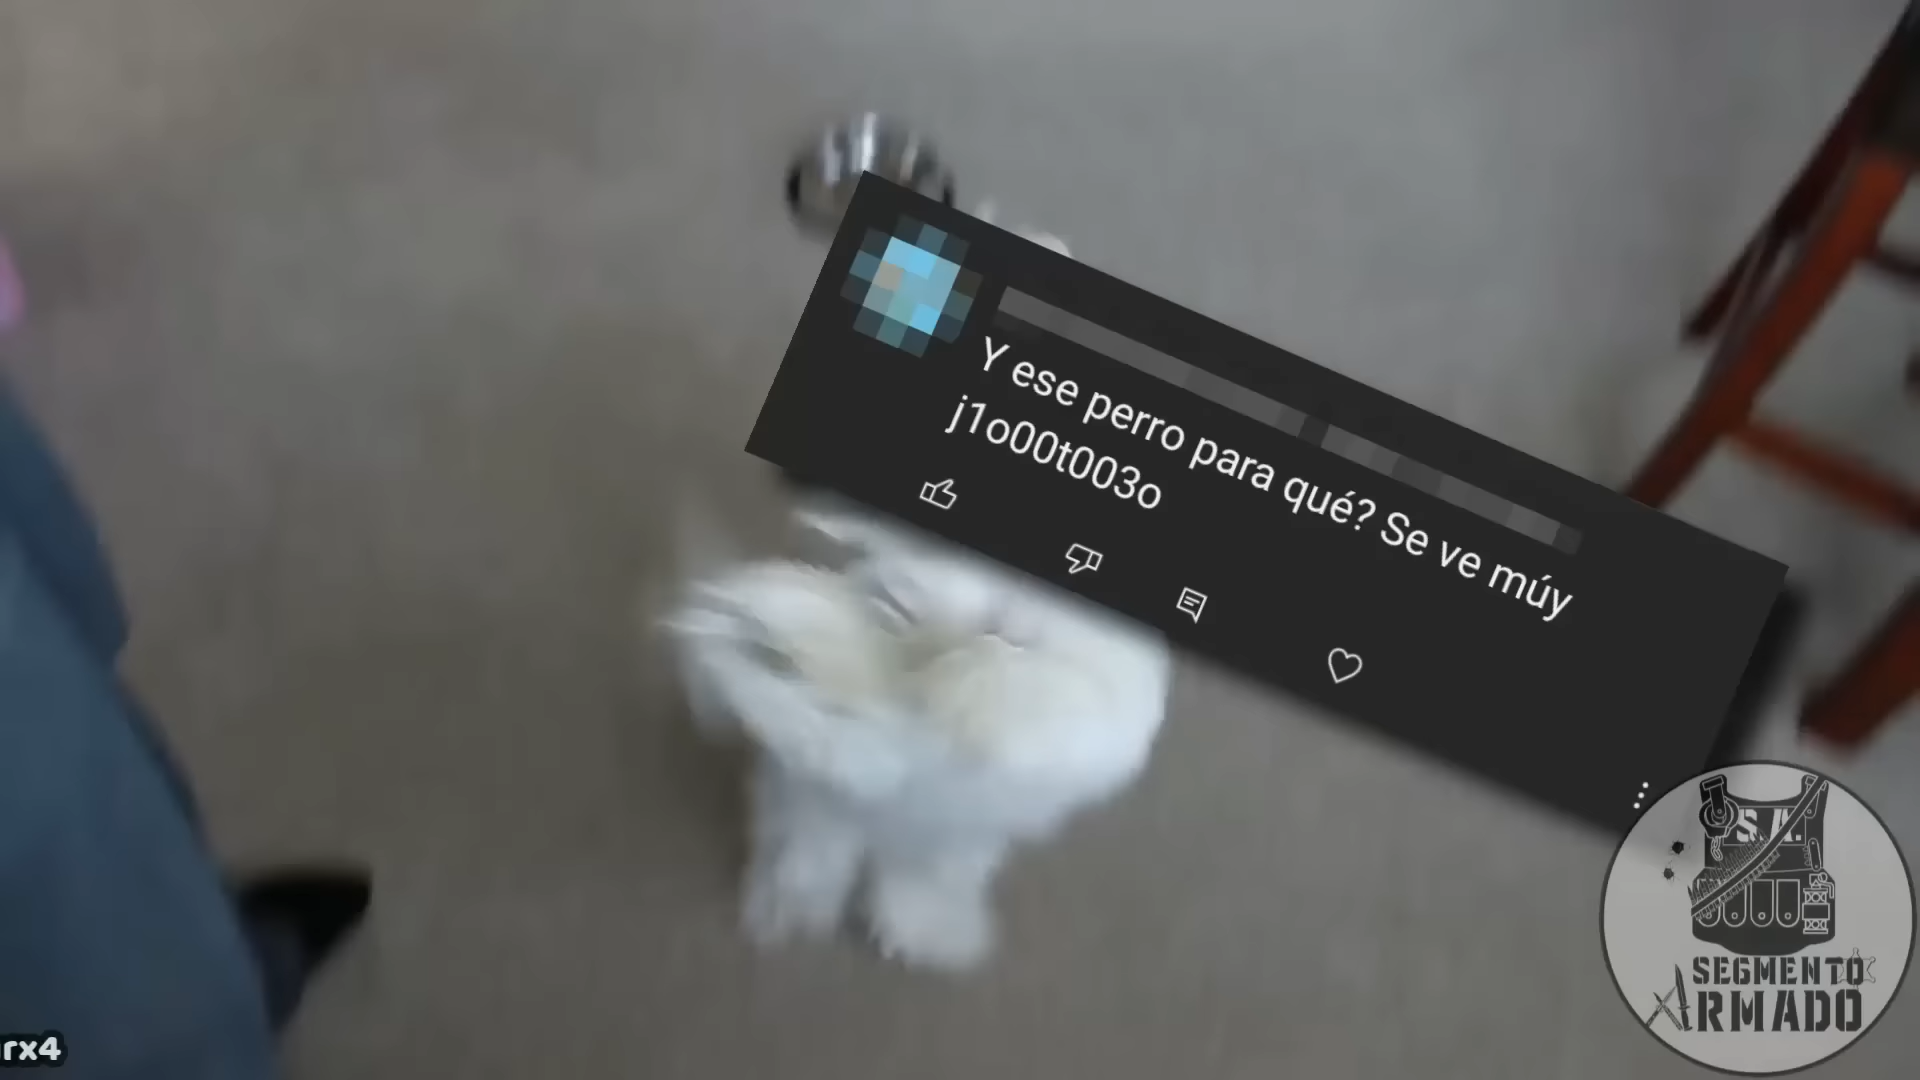 Y ese perro para qué? Se ve múy
j1o00t003o
S.A.
SEGMENTO
ARMADO
rx4